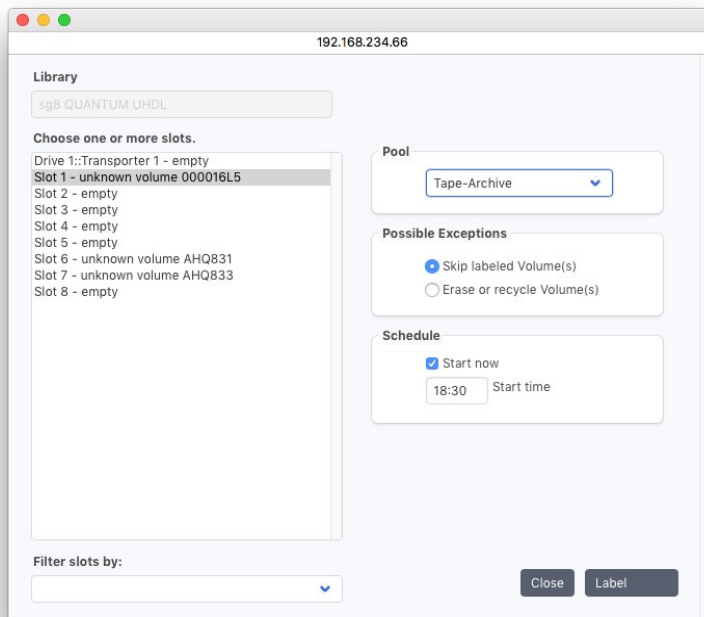 192.168.234.66
Library
sg8 QUANTUM UHDL
Choose one or more slots.
Drive 1::Transporter 1 - empty
Slot 1 - unknown volume 000016L5
Slot 2 - empty
Slot 3 - empty
Slot 4 - empty
Slot 5 - empty
Slot 6 - unknown volume AHQ831
Slot 7 - unknown volume AHQ833
Slot 8 - empty
Filter slots by:
Pool
Tape-Archive
Possible Exceptions
Skip labeled Volume(s)
Erase or recycle Volume(s)
Schedule
Start now
18:30 Start time
Close Label